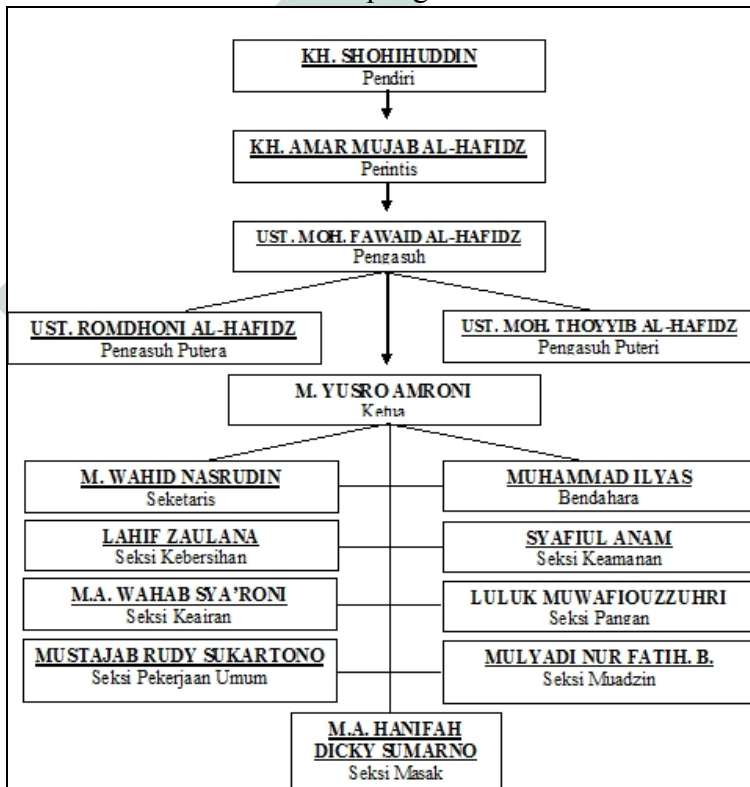 KH. SHOHIHUDDIN
Pendiri
KH. AMAR MUJAB AL-HAFIDZ
Perintis
UST. MOH. FAWAID AL-HAFIDZ
Pengasuh
UST. ROMDHONI AL-HAFIDZ
Pengasuh Putera
UST. MOH. THOYYIB AL-HAFIDZ
Pengasuh Puteri
M. YUSRO AMRONI
Ketua
M. WAHID NASRUDIN
Seketaris
MUHAMMAD ILYAS
Bendahara
LAHIF ZAULANA
Seksi Kebersihan
SYAFIUL ANAM
Seksi Keamanan
M.A. WAHAB SYA'RONI
Seksi Keairan
LULUK MUWAFIOUZZUHRI
Seksi Pangan
MUSTAJAB RUDY SUKARTONO
Seksi Pekerjaan Umum
MULYADI NUR FATIH. B.
Seksi Muadzin
M.A. HANIFAH
DICKY SUMARNO
Seksi Masak